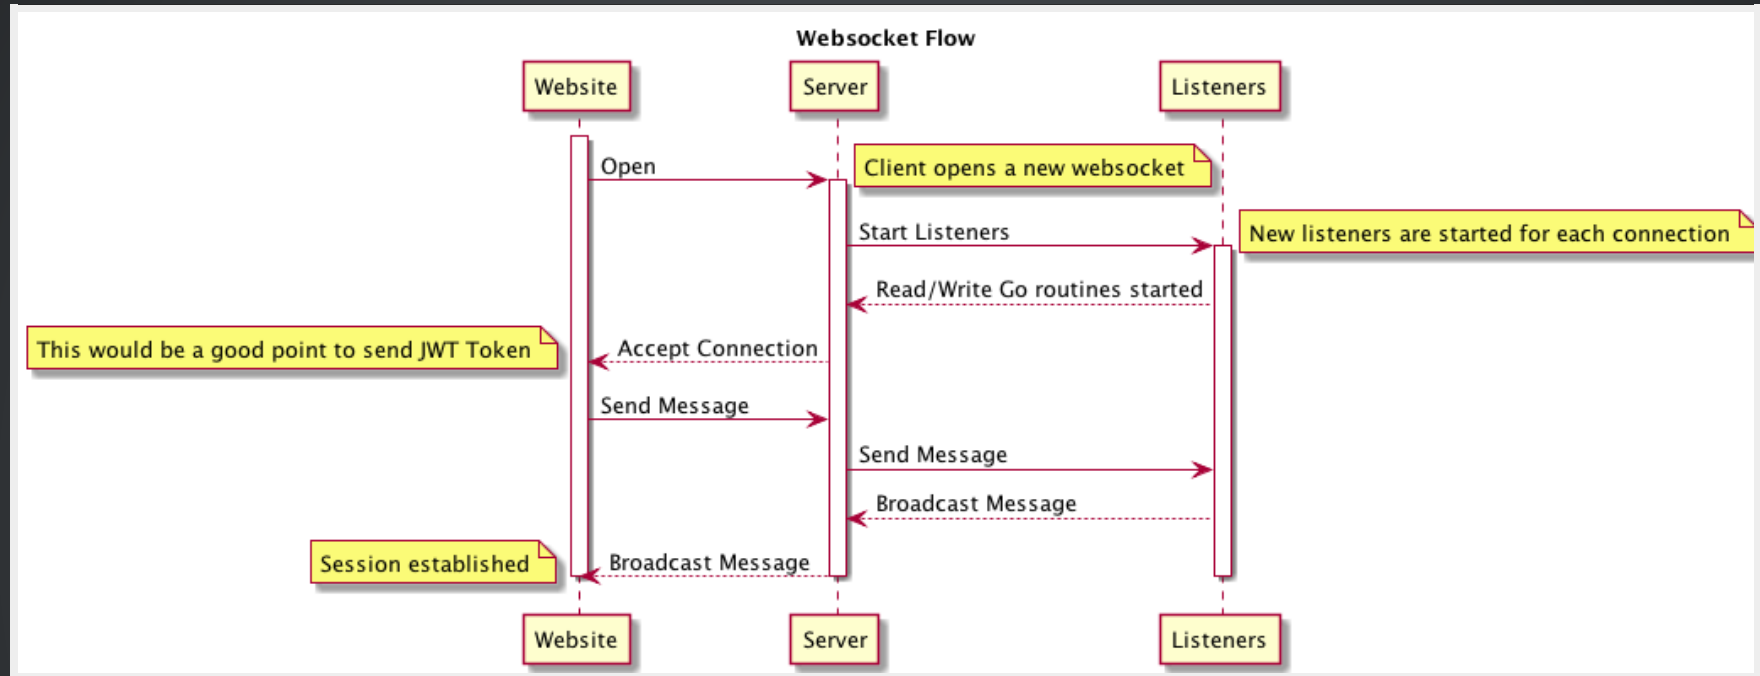 Websocket Flow
Website
Server
Listeners
Open
Client opens a new websocket
Start Listeners
New listeners are started for each connection
Read/Write Go routines started
This would be a good point to send JWT Token
Accept Connection
Send Message
Send Message
Broadcast Message
Session established
Broadcast Message
Website
Server
Listeners